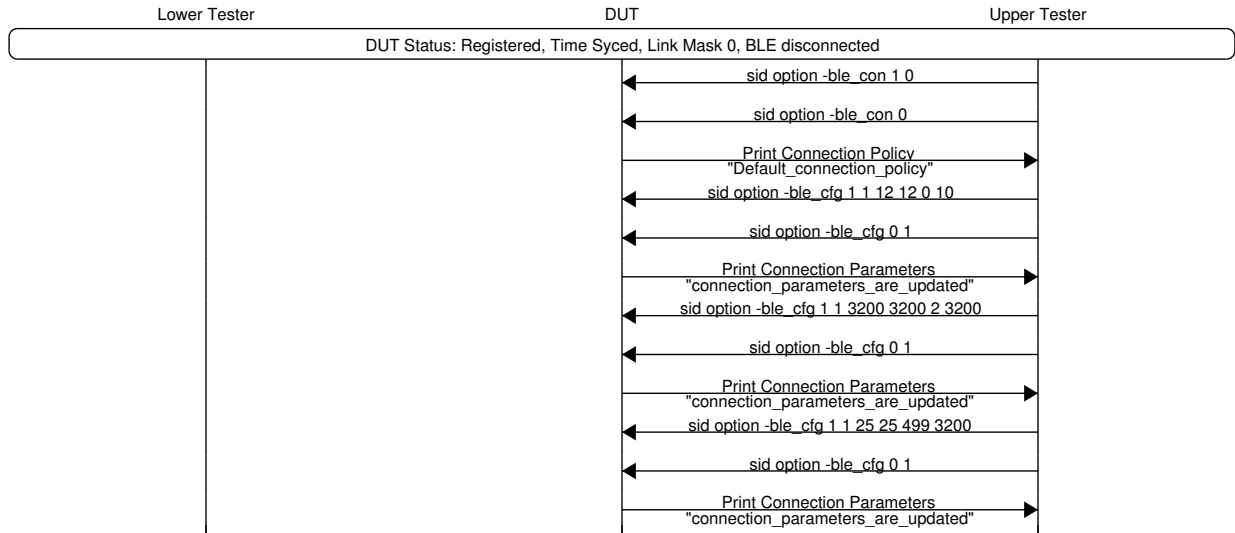 Lower Tester DUT Upper Tester
DUT Status: Registered, Time Syced, Link Mask 0, BLE disconnected
sid option -ble_con 1 0
sid option -ble_con 0
Print Connection Policy
"Default_connection_policy"
sid option -ble_cfg 1 1 12 12 0 10
sid option -ble_cfg 0 1
Print Connection Parameters
"connection_parameters_are_updated"
sid option -ble_cfg 1 1 3200 3200 2 3200
sid option -ble_cfg 0 1
Print Connection Parameters
"connection_parameters_are_updated"
sid option -ble_cfg 1 1 25 25 499 3200
sid option -ble_cfg 0 1
Print Connection Parameters
"connection_parameters_are_updated"